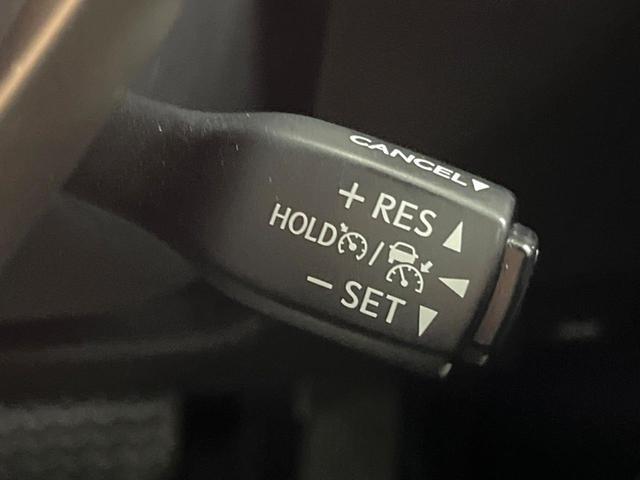 CANCEL▼
+ RES ▲
HOLD / ◀
− SET ▼